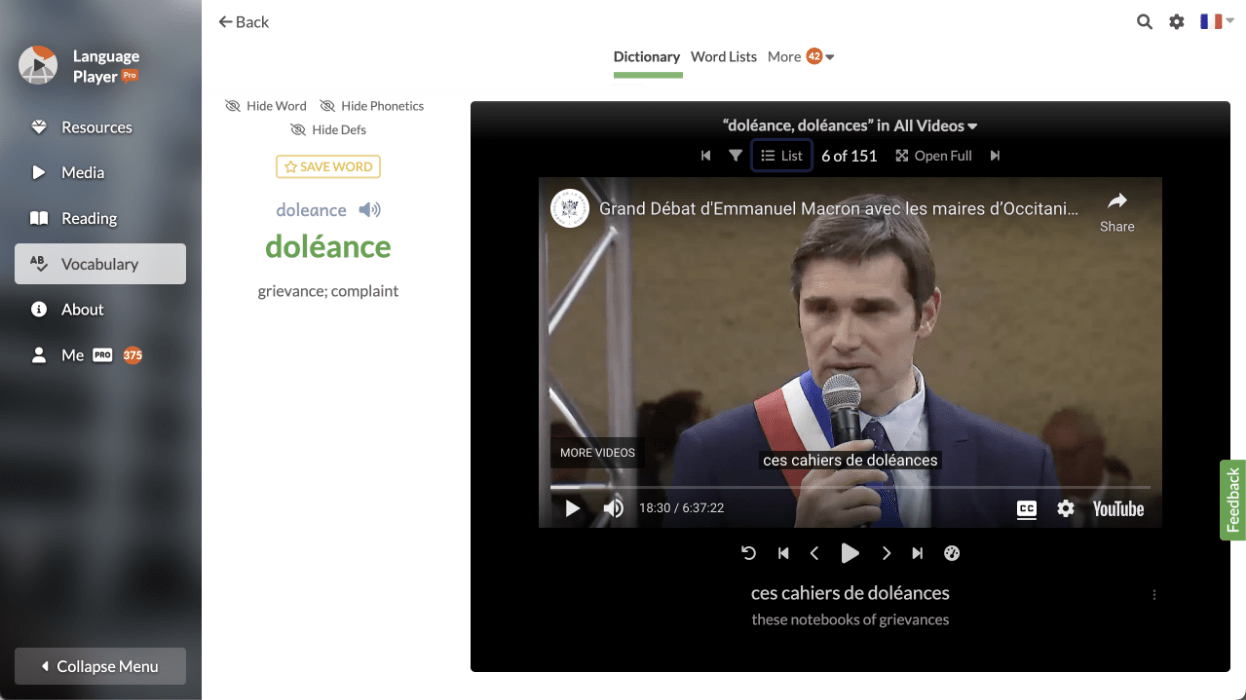 Language
Player Pro
Resources
Media
Reading
Vocabulary
About
Me PRO 375
Collapse Menu
Back
Dictionary Word Lists More 42
Hide Word Hide Phonetics
Hide Defs
SAVE WORD
doleance
doléance
grievance; complaint
“doléance, doléances” in All Videos
List 6 of 151 Open Full
Grand Débat d'Emmanuel Macron avec les maires d’Occitani...
Share
MORE VIDEOS
ces cahiers de doléances
18:30 / 6:37:22
CC
YouTube
ces cahiers de doléances
these notebooks of grievances
Feedback